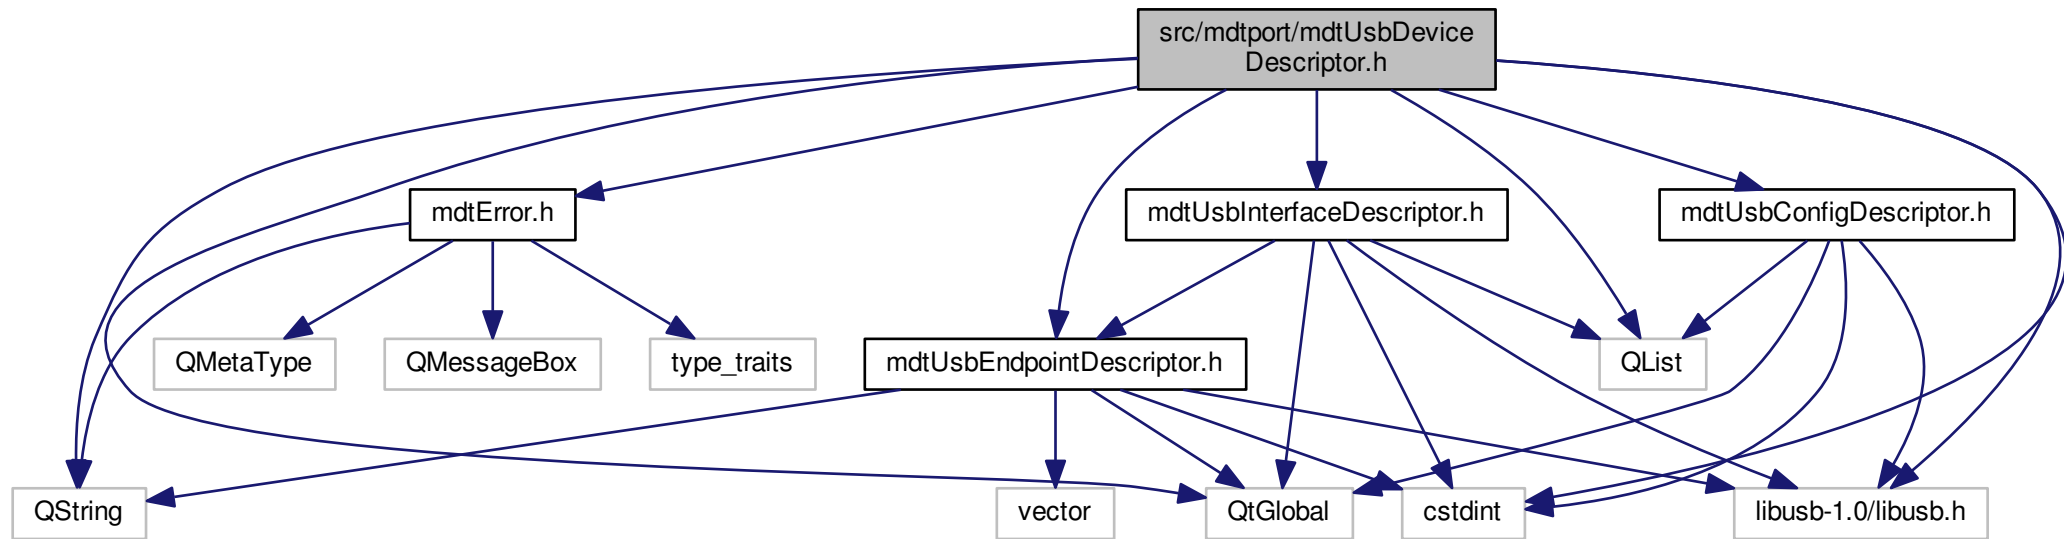 src/mdtport/mdtUsbDevice
Descriptor.h
mdtError.h
mdtUsbInterfaceDescriptor.h
mdtUsbConfigDescriptor.h
QMetaType
QMessageBox
type_traits
mdtUsbEndpointDescriptor.h
QList
QString
vector
QtGlobal
cstdint
libusb-1.0/libusb.h